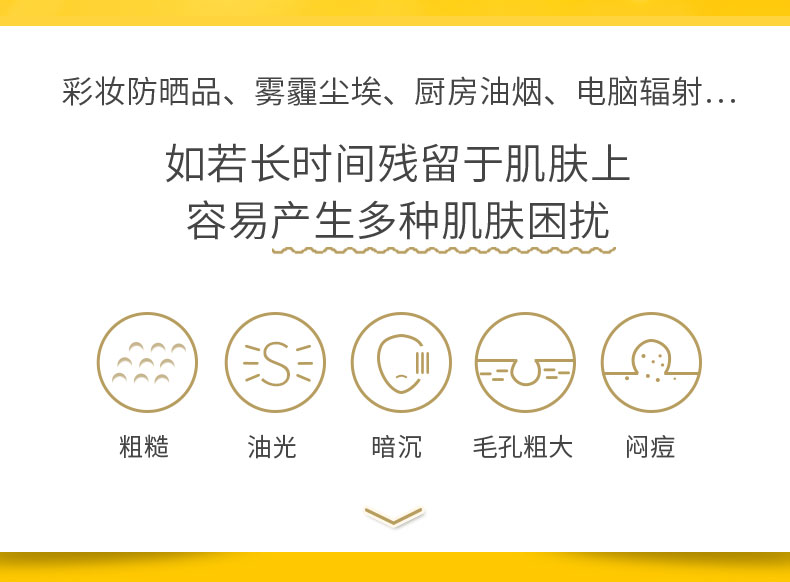 彩妆防晒品、雾霾尘埃、厨房油烟、电脑辐射...
如若长时间残留于肌肤上
容易产生多种肌肤困扰
粗糙 油光 暗沉 毛孔粗大 闷痘